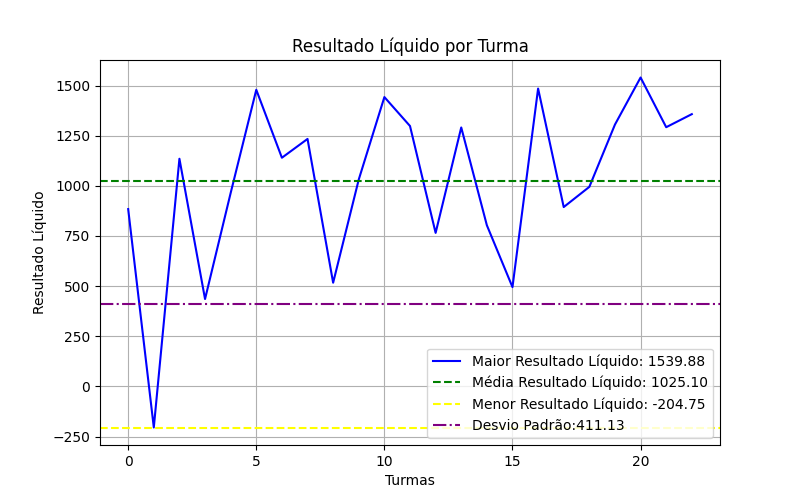 Resultado Líquido por Turma
Resultado Líquido
1500
1250
1000
750
500
250
0
−250
Maior Resultado Líquido: 1539.88
Média Resultado Líquido: 1025.10
Menor Resultado Líquido: -204.75
Desvio Padrão:411.13
0 5 10 15 20
Turmas